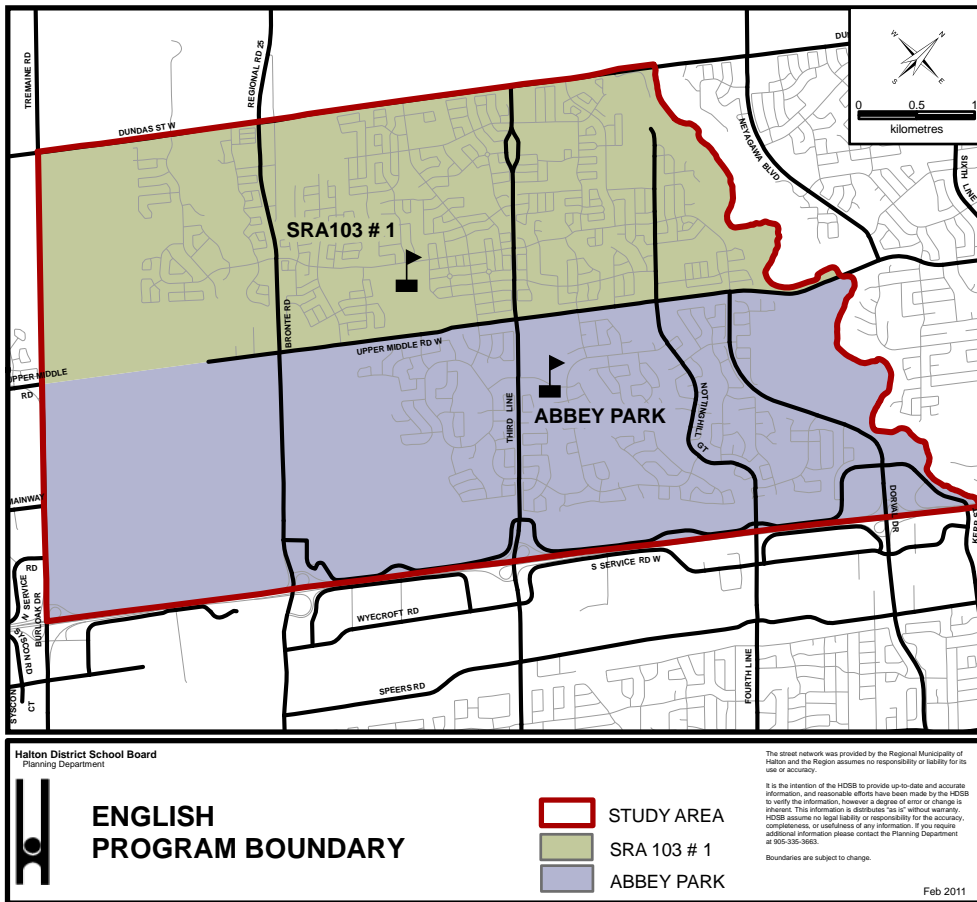 TREMAINE RD
REGIONAL RD 25
DUNDAS ST W
NEYAGAWA BLVD
SIXTH LINE
W
N
S
E
0 0.5 1
kilometres
SRA103 # 1
BRONTE RD
UPPER MIDDLE RD W
UPPER MIDDLE
RD
THIRD LINE
ABBEY PARK
NOTTINGHILL
GT
MAINWAY
DORVAL DR
KERR ST
S SERVICE RD W
RD
N SERVICE
BURLOAK DR
SYSCON RD
WYECROFT RD
SPEERS RD
FOURTH LINE
SYSCON
CT
Halton District School Board
Planning Department
ENGLISH
PROGRAM BOUNDARY
STUDY AREA
SRA 103 # 1
ABBEY PARK
The street network was provided by the Regional Municipality of
Halton and the Region assumes no responsibility or liability for its
use or accuracy.
It is the intention of the HDSB to provide up-to-date and accurate
information, and reasonable efforts have been made by the HDSB
to verify the information, however a degree of error or change is
inherent. This information is distributes "as is" without warranty.
HDSB assume no legal liability or responsibility for the accuracy,
completeness, or usefulness of any information. If you require
additional information please contact the Planning Department
at 905-335-3663.
Boundaries are subject to change.
Feb 2011